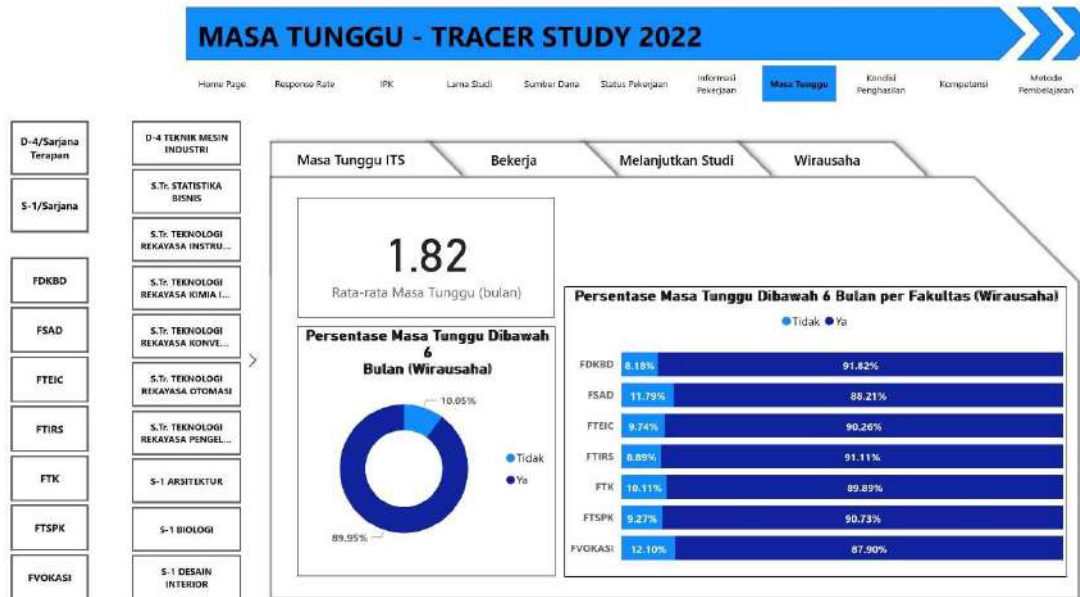 MASA TUNGGU - TRACER STUDY 2022
Home Page
Response Rate
IPK
Lama Studi
Sumber Dana
Status Pekerjaan
Informasi
Pekerjaan
Masa Tunggu
Kondisi
Penghasilan
Kompetensi
Metode
Pembelajaran
D-4/Sarjana
Terapan
S-1/Sarjana
FDKBD
FSAD
FTEIC
FTIRS
FTK
FTSPK
FVOKASI
D-4 TEKNIK MESIN
INDUSTRI
S.Tr. STATISTIKA
BISNIS
S.Tr. TEKNOLOGI
REKAYASA INSTRU...
S.Tr. TEKNOLOGI
REKAYASA KIMIA I...
S.Tr. TEKNOLOGI
REKAYASA KONVE...
S.Tr. TEKNOLOGI
REKAYASA OTOMASI
S.Tr. TEKNOLOGI
REKAYASA PENGEL...
S-1 ARSITEKTUR
S-1 BIOLOGI
S-1 DESAIN
INTERIOR
Masa Tunggu ITS
Bekerja
Melanjutkan Studi
Wirausaha
1.82
Rata-rata Masa Tunggu (bulan)
Persentase Masa Tunggu Dibawah
6
Bulan (Wirausaha)
10.05%
Tidak
Ya
89.95%
Persentase Masa Tunggu Dibawah 6 Bulan per Fakultas (Wirausaha)
Tidak Ya
FDKBD 8.18% 91.82%
FSAD 11.79% 88.21%
FTEIC 9.74% 90.26%
FTIRS 8.89% 91.11%
FTK 10.11% 89.89%
FTSPK 9.27% 90.73%
FVOKASI 12.10% 87.90%